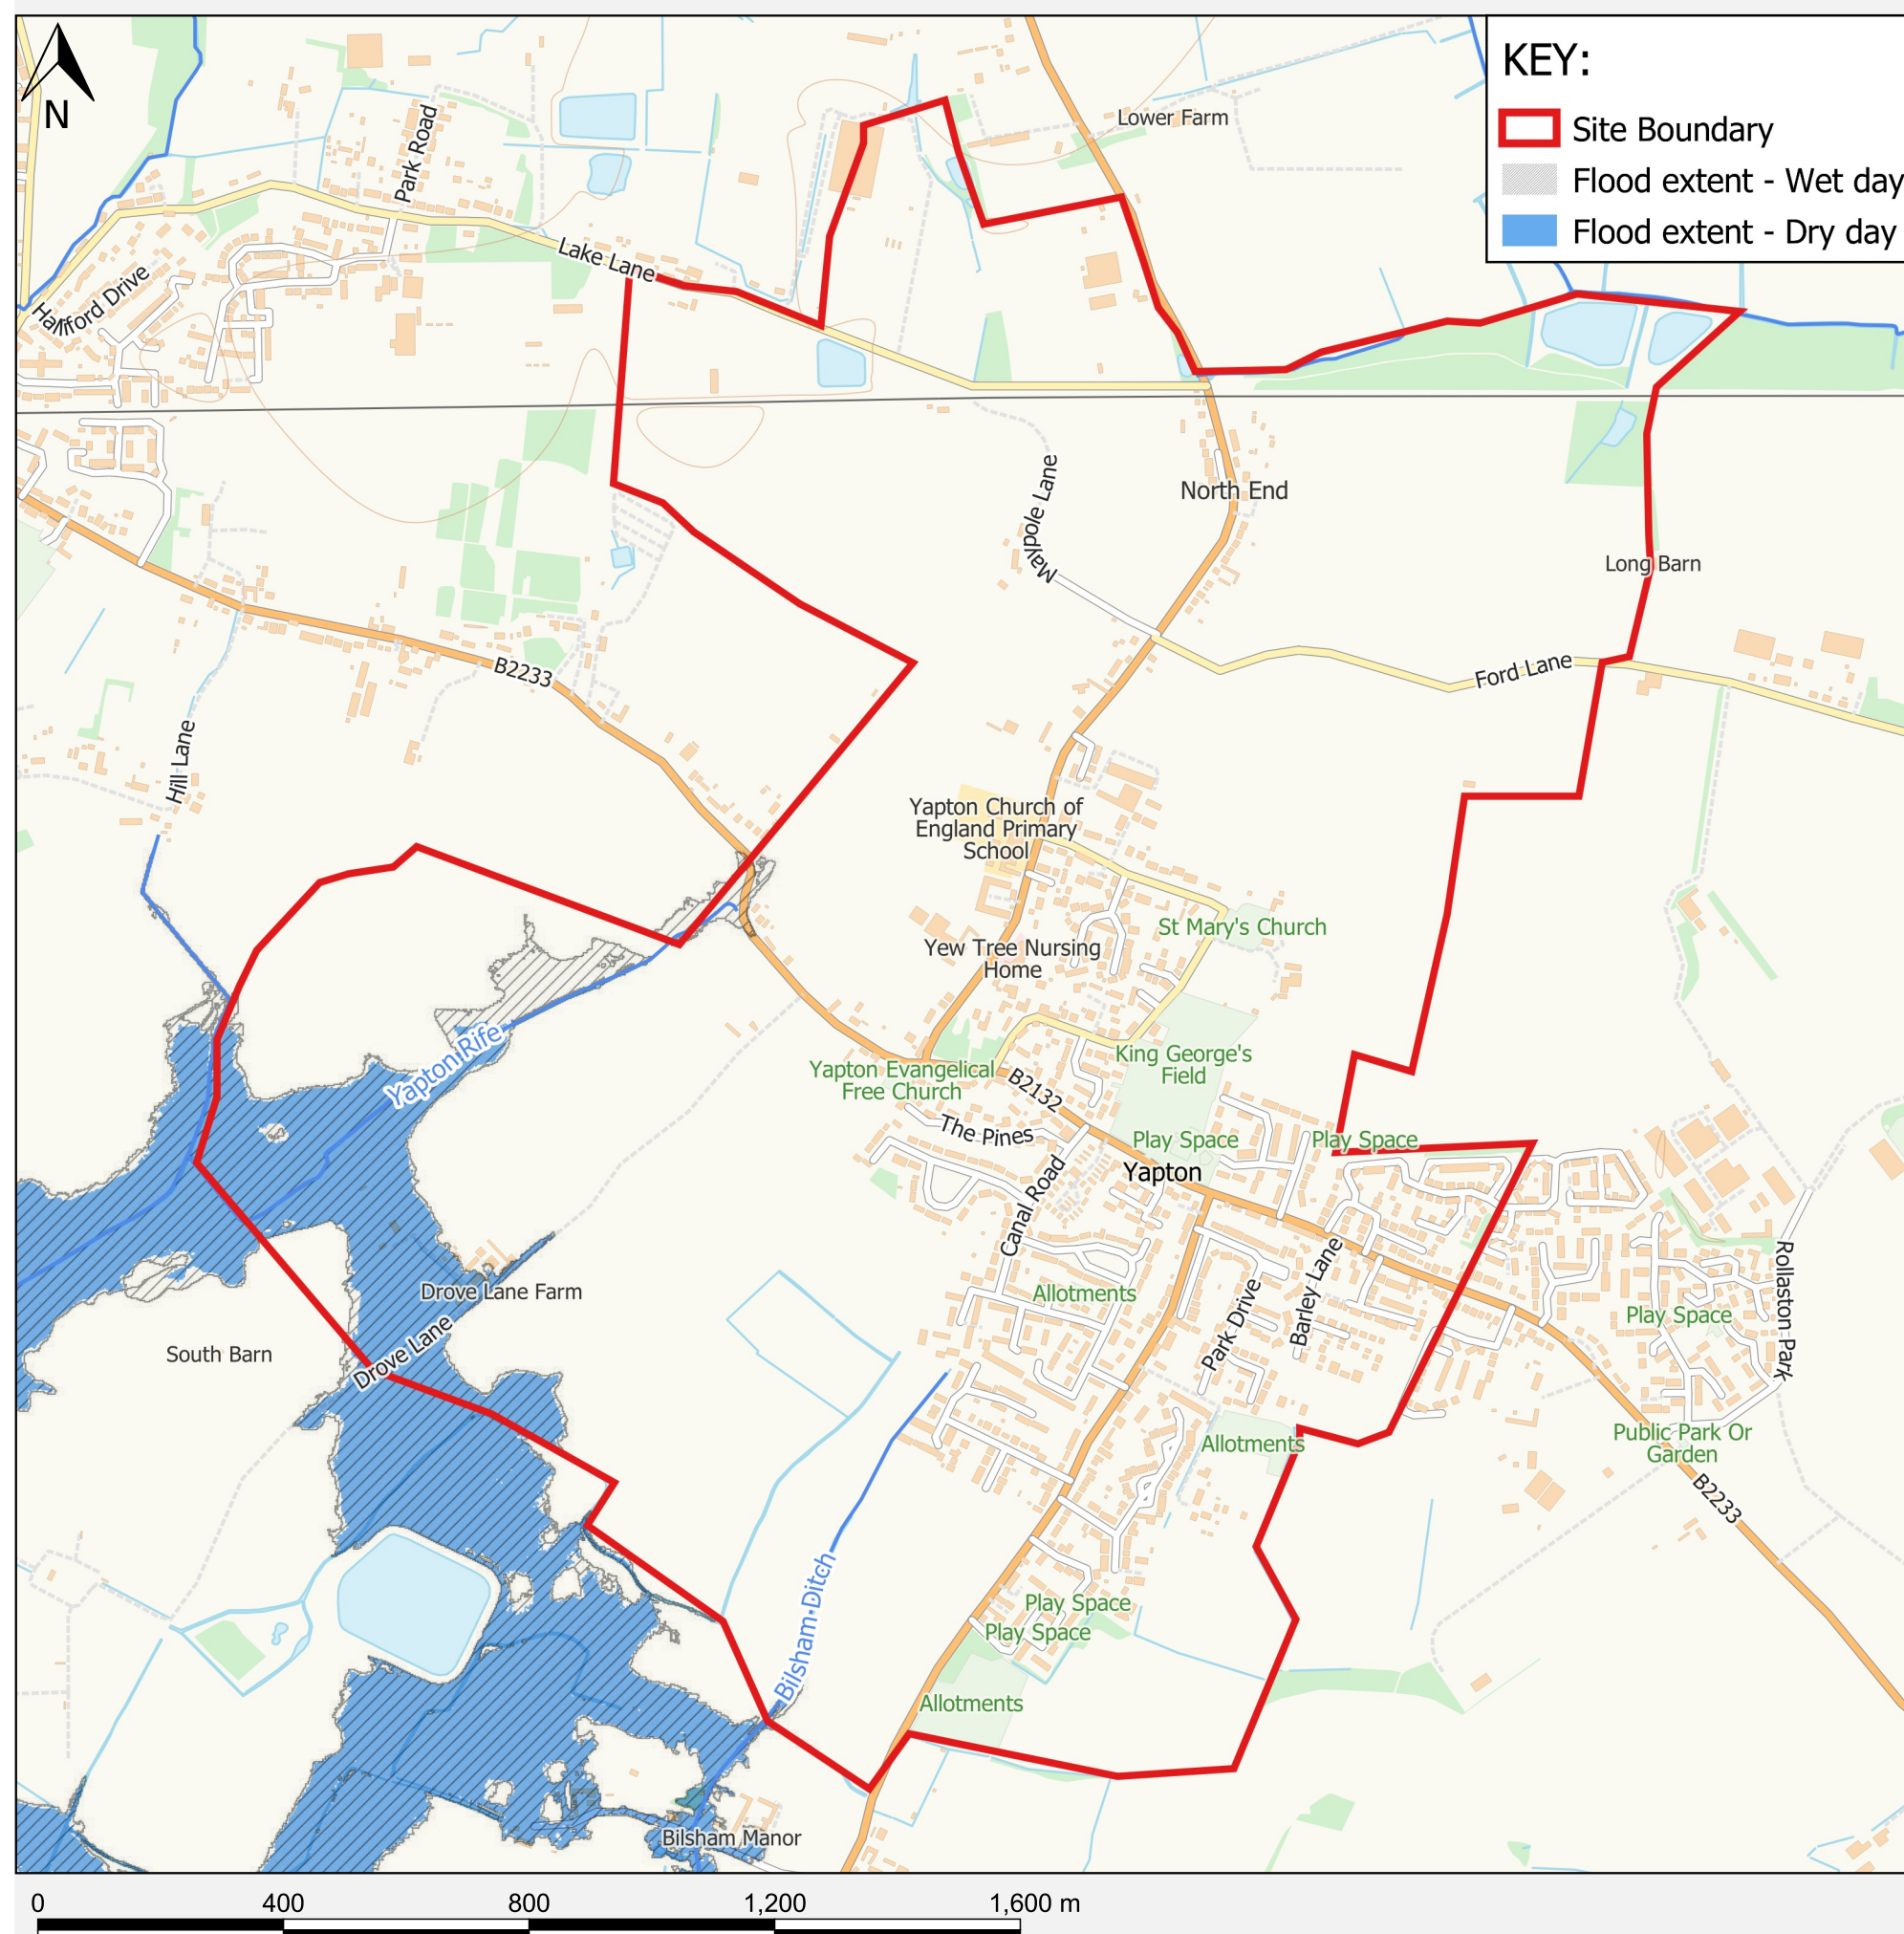 KEY:
Site Boundary
Flood extent - Wet day
Flood extent - Dry day
N
Park Road
Lower Farm
Lake Lane
Halfford Drive
North End
Maypole Lane
Long Barn
Ford Lane
B2233
Hill Lane
Yapton Church of
England Primary
School
St Mary's Church
Yew Tree Nursing
Home
King George's
Field
Yapton Rife
Yapton Evangelical
Free Church
B2132
The Pines
Play Space
Play Space
Yapton
Canal Road
Barley Lane
Rollaston Park
Drove Lane Farm
Allotments
Park Drive
Play Space
South Barn
Drove Lane
Allotments
Public Park Or
Garden
B2233
Bilsham Ditch
Play Space
Play Space
Allotments
Bilsham Manor
0 400 800 1,200 1,600 m